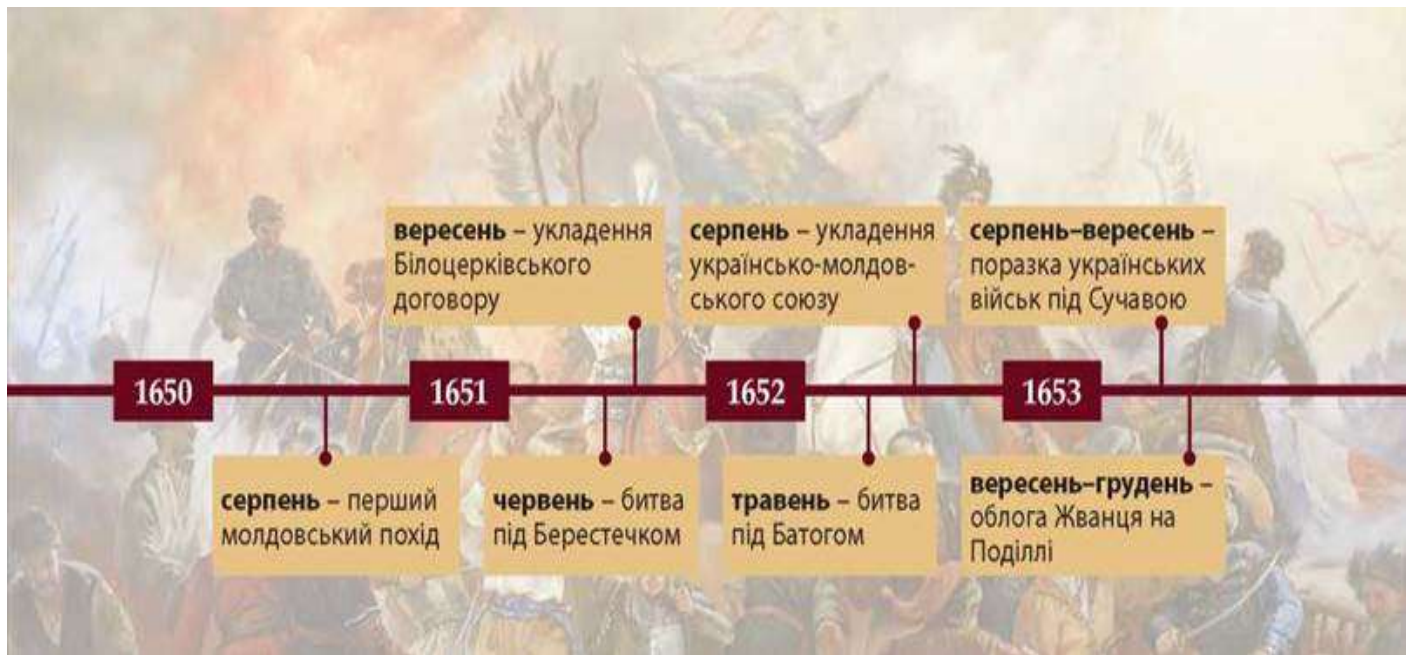 вересень – укладення
Білоцерківського
договору
серпень – укладення
українсько-молдов-
ського союзу
серпень–вересень –
поразка українських
військ під Сучавою
1650
1651
1652
1653
серпень – перший
молдовський похід
червень – битва
під Берестечком
травень – битва
під Батогом
вересень–грудень –
облога Жванця на
Поділлі